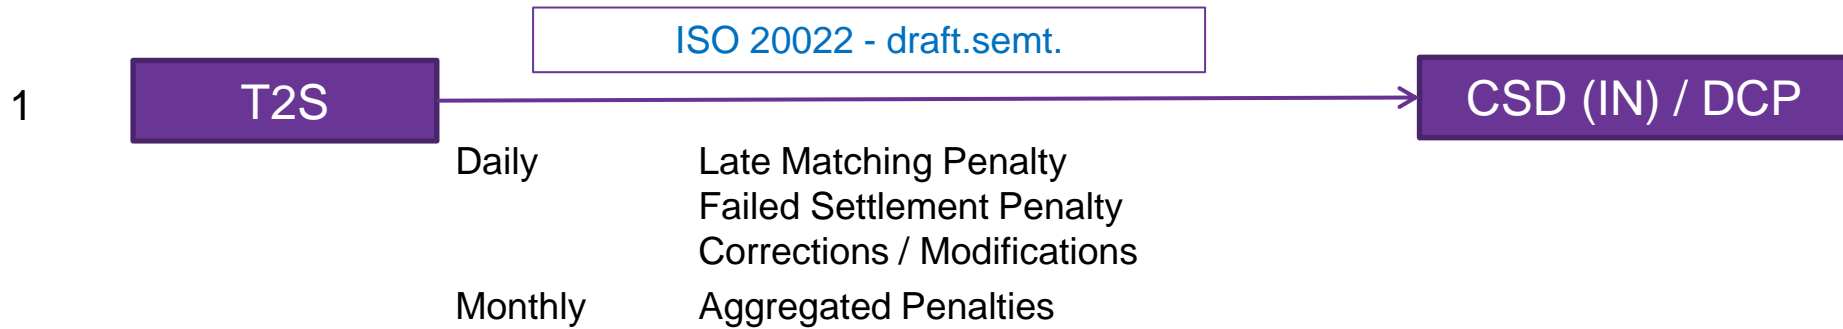 ISO 20022 - draft.semt.
1 T2S CSD (IN) / DCP
Daily Late Matching Penalty
Failed Settlement Penalty
Corrections / Modifications
Monthly Aggregated Penalties